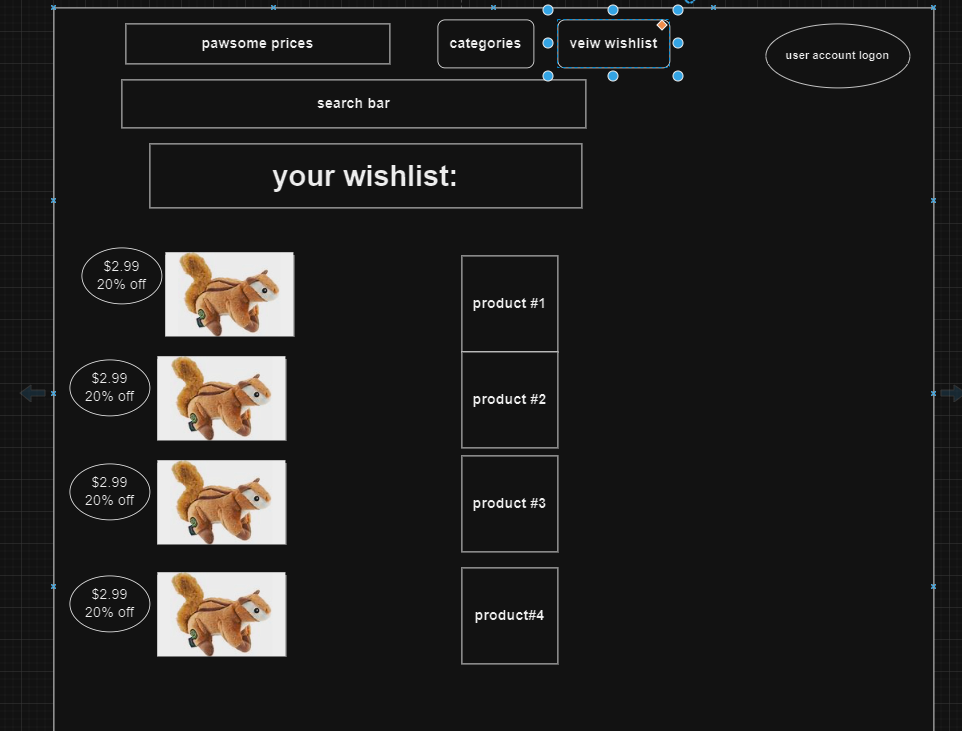 pawsome prices
categories
veiw wishlist
user account logon
search bar
your wishlist:
$2.99
20% off
product #1
$2.99
20% off
product #2
$2.99
20% off
product #3
$2.99
20% off
product#4